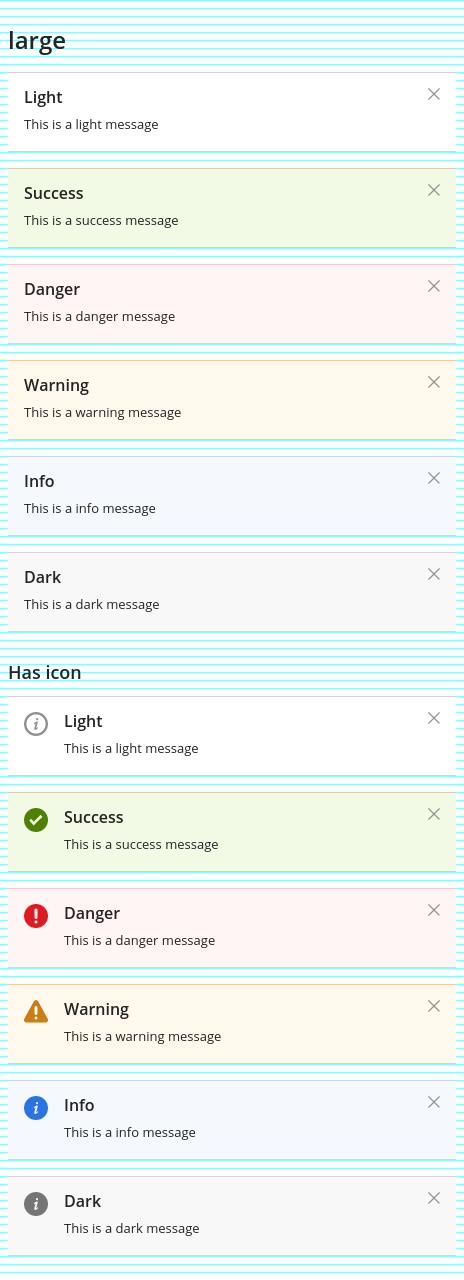 large
Light
This is a light message
Success
This is a success message
Danger
This is a danger message
Warning
This is a warning message
Info
This is a info message
Dark
This is a dark message
Has icon
Light
This is a light message
Success
This is a success message
Danger
This is a danger message
Warning
This is a warning message
Info
This is a info message
Dark
This is a dark message